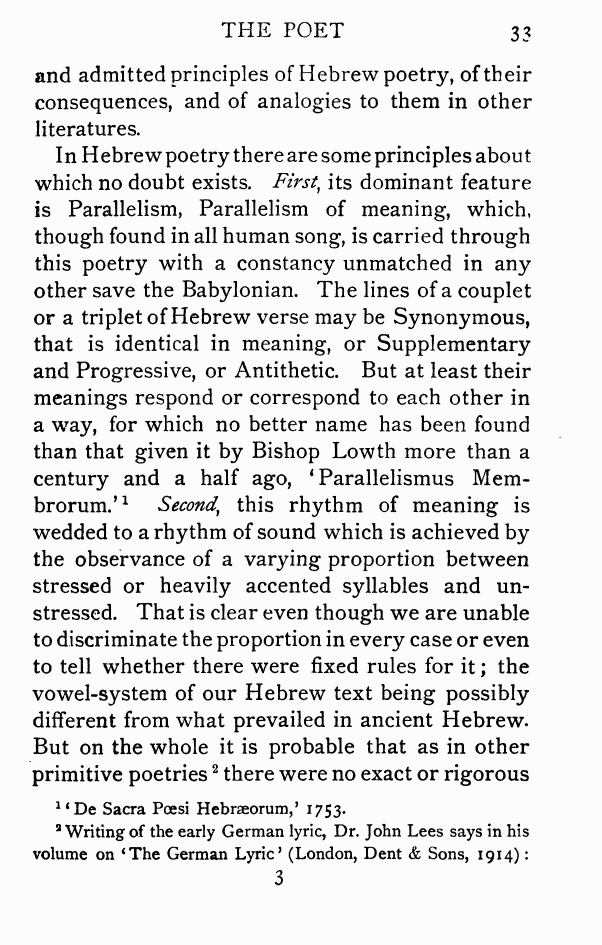 THE POET 33
and admitted principles of Hebrew poetry, of their
consequences, and of analogies to them in other
literatures.
In Hebrew poetry there are some principles about
which no doubt exists. First, its dominant feature
is Parallelism, Parallelism of meaning, which,
though found in all human song, is carried through
this poetry with a constancy unmatched in any
other save the Babylonian. The lines of a couplet
or a triplet of Hebrew verse may be Synonymous,
that is identical in meaning, or Supplementary
and Progressive, or Antithetic. But at least their
meanings respond or correspond to each other in
a way, for which no better name has been found
than that given it by Bishop Lowth more than a
century and a half ago, ‘Parallelismus Mem-
brorum.’¹ Second, this rhythm of meaning is
wedded to a rhythm of sound which is achieved by
the observance of a varying proportion between
stressed or heavily accented syllables and un-
stressed. That is clear even though we are unable
to discriminate the proportion in every case or even
to tell whether there were fixed rules for it; the
vowel-system of our Hebrew text being possibly
different from what prevailed in ancient Hebrew.
But on the whole it is probable that as in other
primitive poetries ² there were no exact or rigorous
¹ ‘De Sacra Pœsi Hebræorum,’ 1753.
² Writing of the early German lyric, Dr. John Lees says in his
volume on ‘The German Lyric’ (London, Dent & Sons, 1914):
3